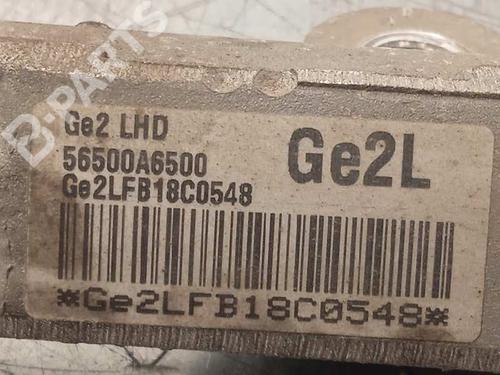 B-PARTS
Ge2 LHD
Ge2L
56500A6500
Ge2LFB18C0548
*Ge2LFB18C0548*